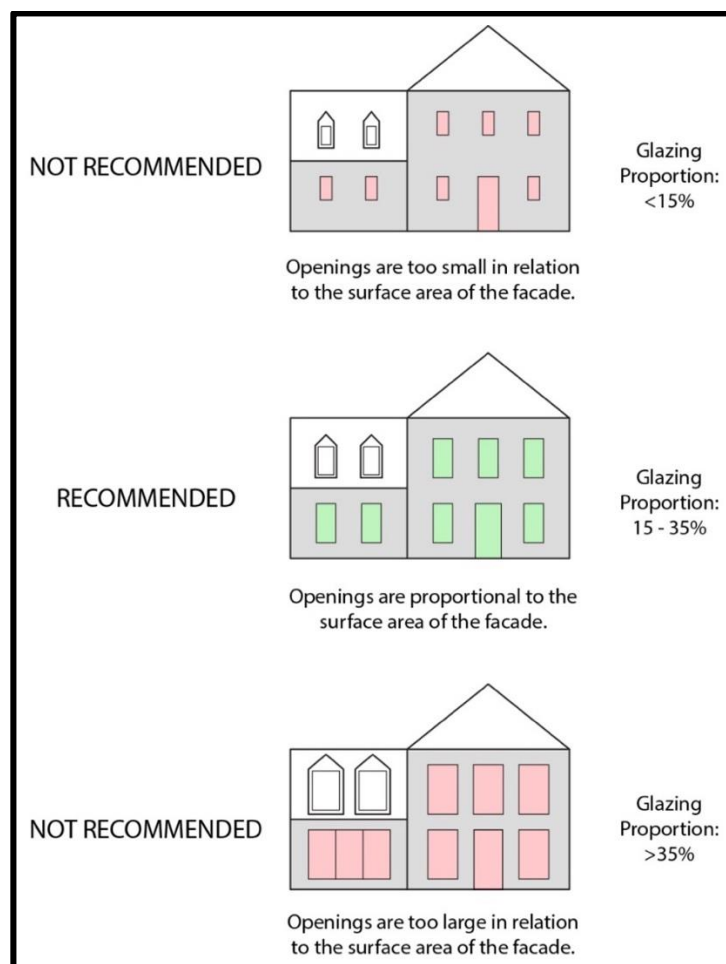 NOT RECOMMENDED
Glazing
Proportion:
<15%
Openings are too small in relation
to the surface area of the facade.
RECOMMENDED
Glazing
Proportion:
15 - 35%
Openings are proportional to the
surface area of the facade.
NOT RECOMMENDED
Glazing
Proportion:
>35%
Openings are too large in relation
to the surface area of the facade.